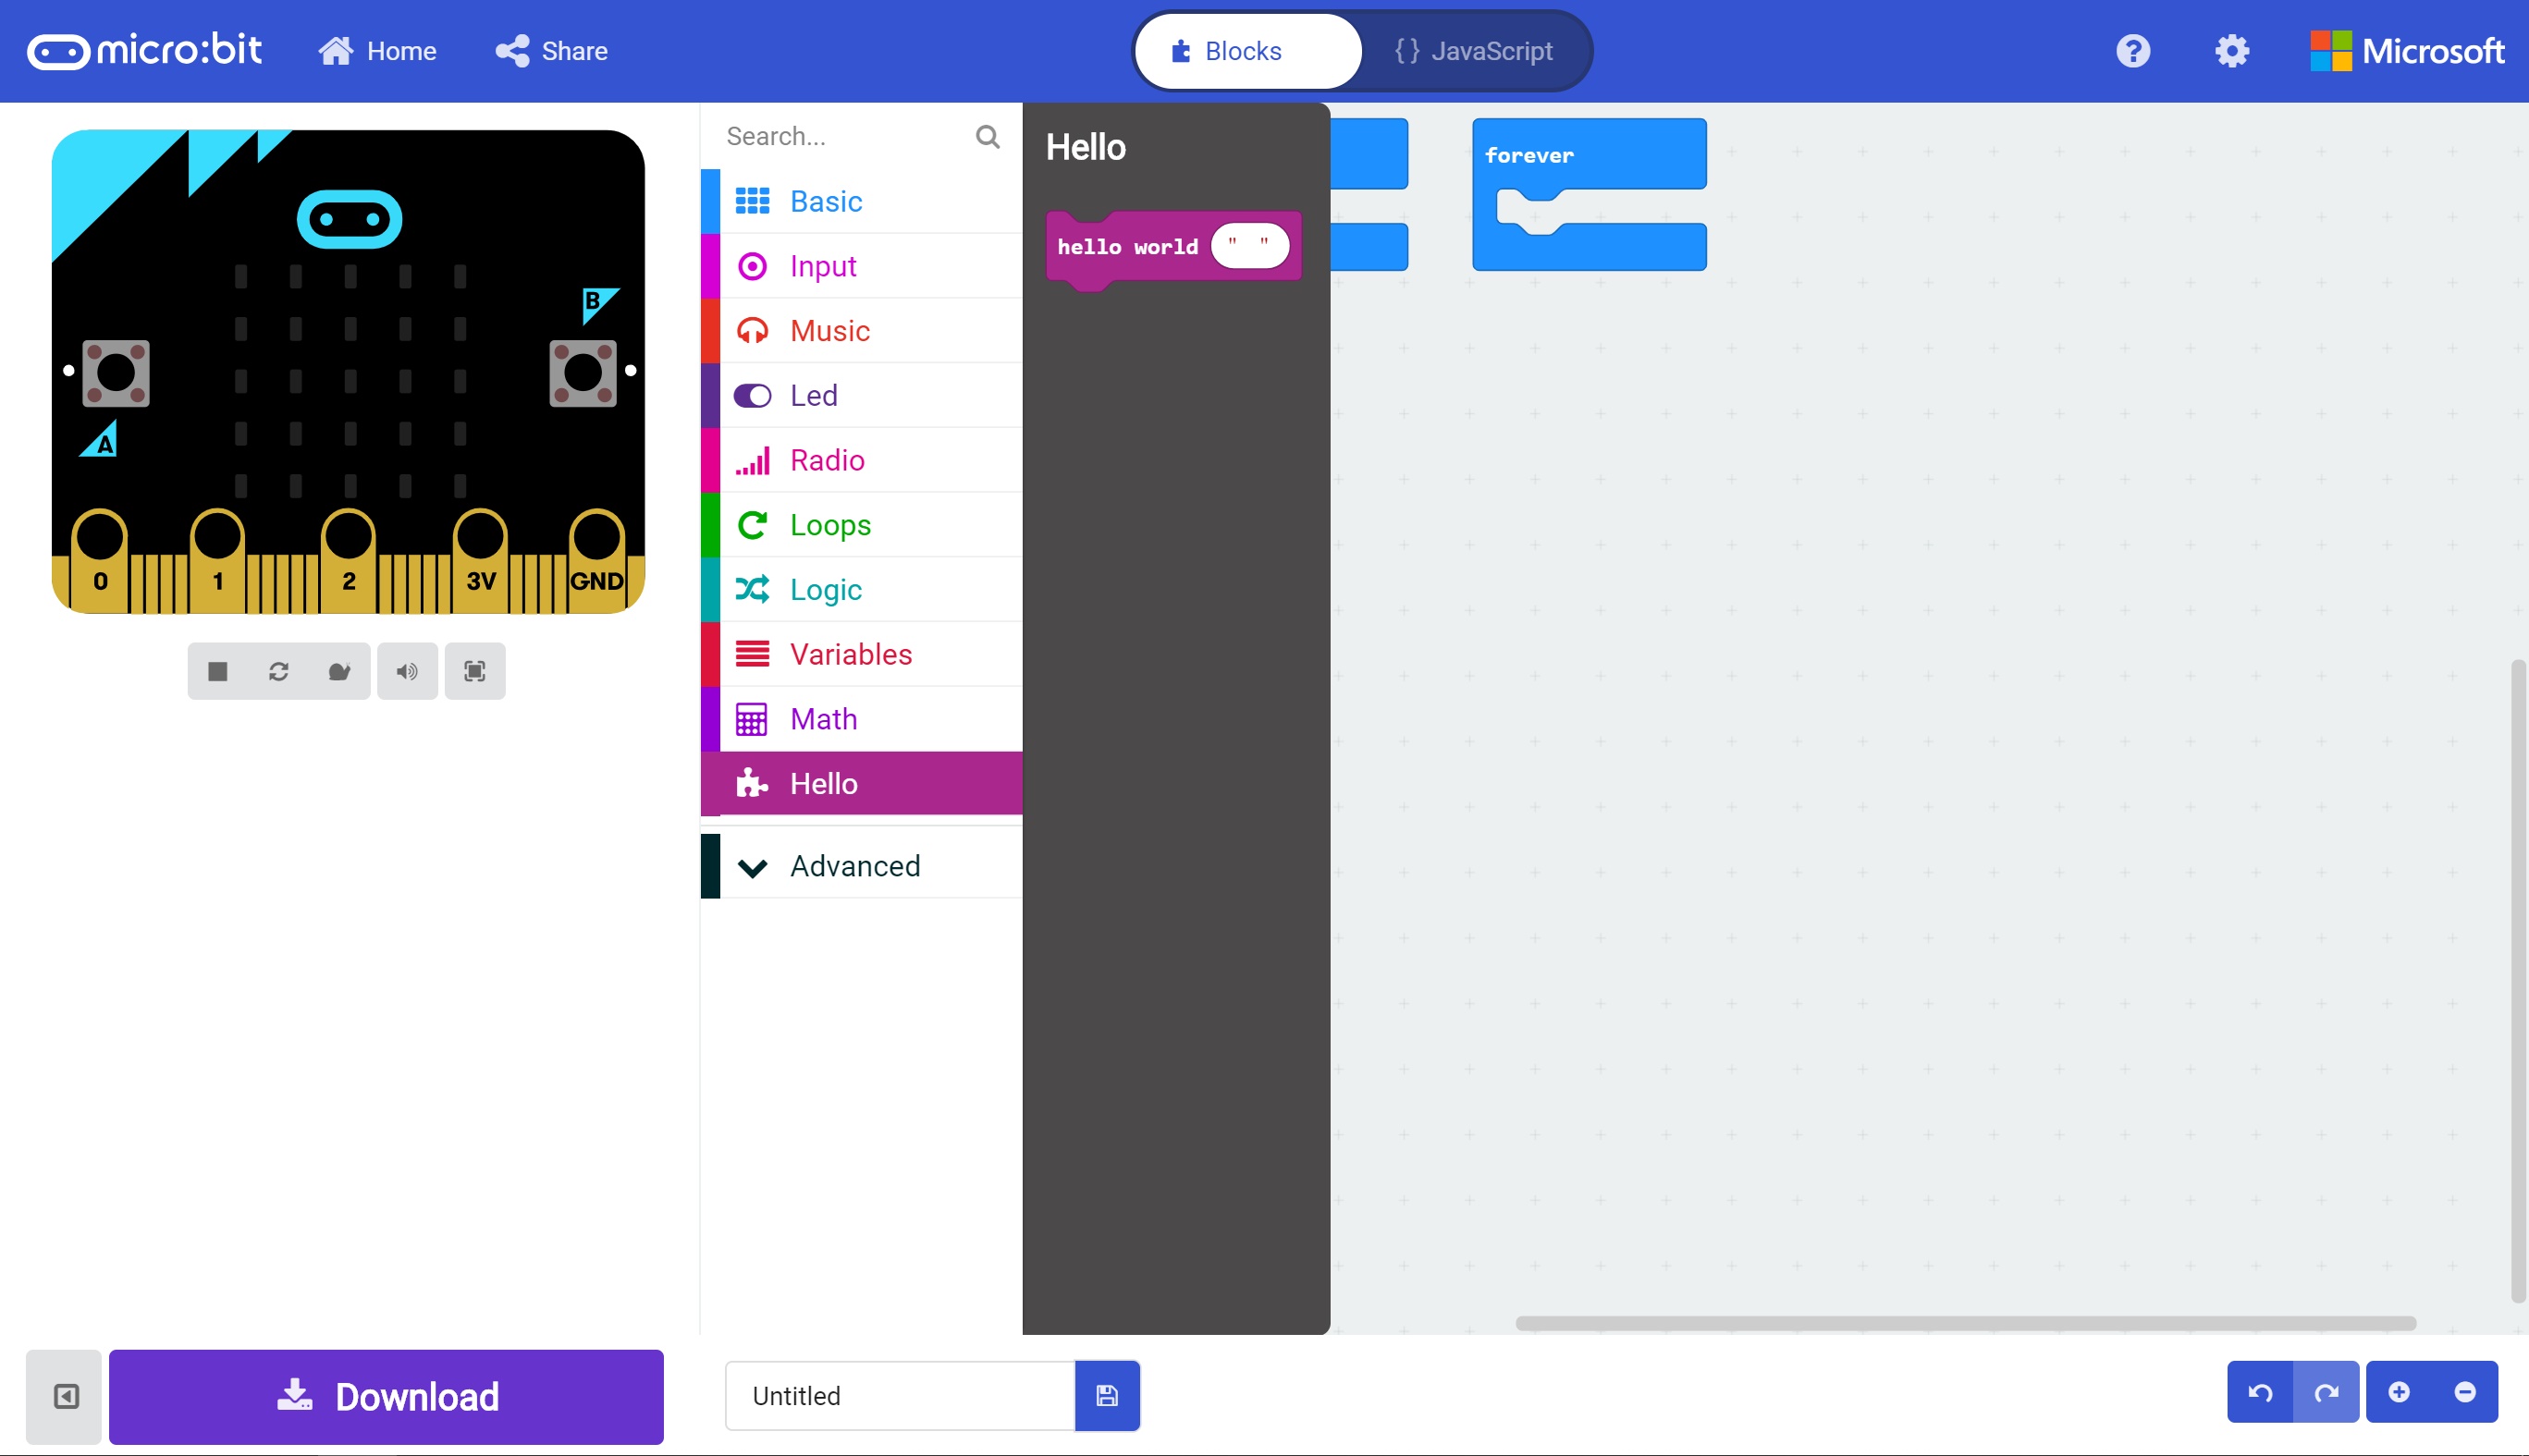 micro:bit
Home
Share
Blocks
{ } JavaScript
?
Microsoft
B
A
0
1
2
3V
GND
Search...
Basic
Input
Music
Led
Radio
Loops
Logic
Variables
Math
Hello
Advanced
Hello
hello world " "
forever
Download
Untitled